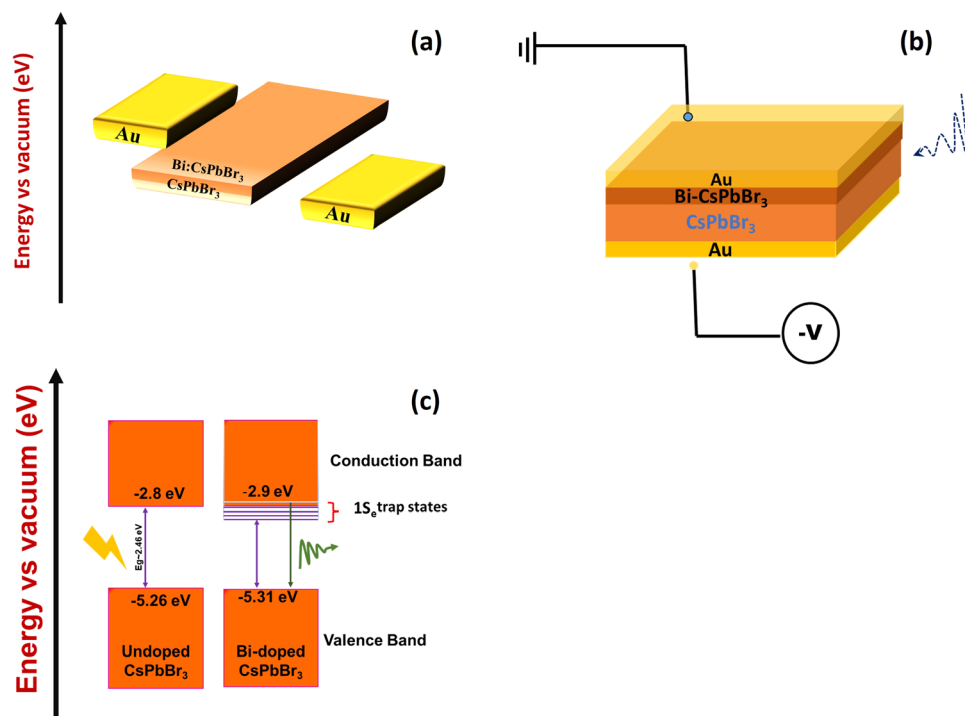 Energy vs vacuum (eV)
(a)
Au
Bi:CsPbBr₃
CsPbBr₃
Au
(b)
Au
Bi-CsPbBr₃
CsPbBr₃
Au
-V
Energy vs vacuum (eV)
(c)
Conduction Band
-2.8 eV
-2.9 eV
1Sₑ trap states
Eg~2.46 eV
-5.26 eV
-5.31 eV
Valence Band
Undoped
CsPbBr₃
Bi-doped
CsPbBr₃